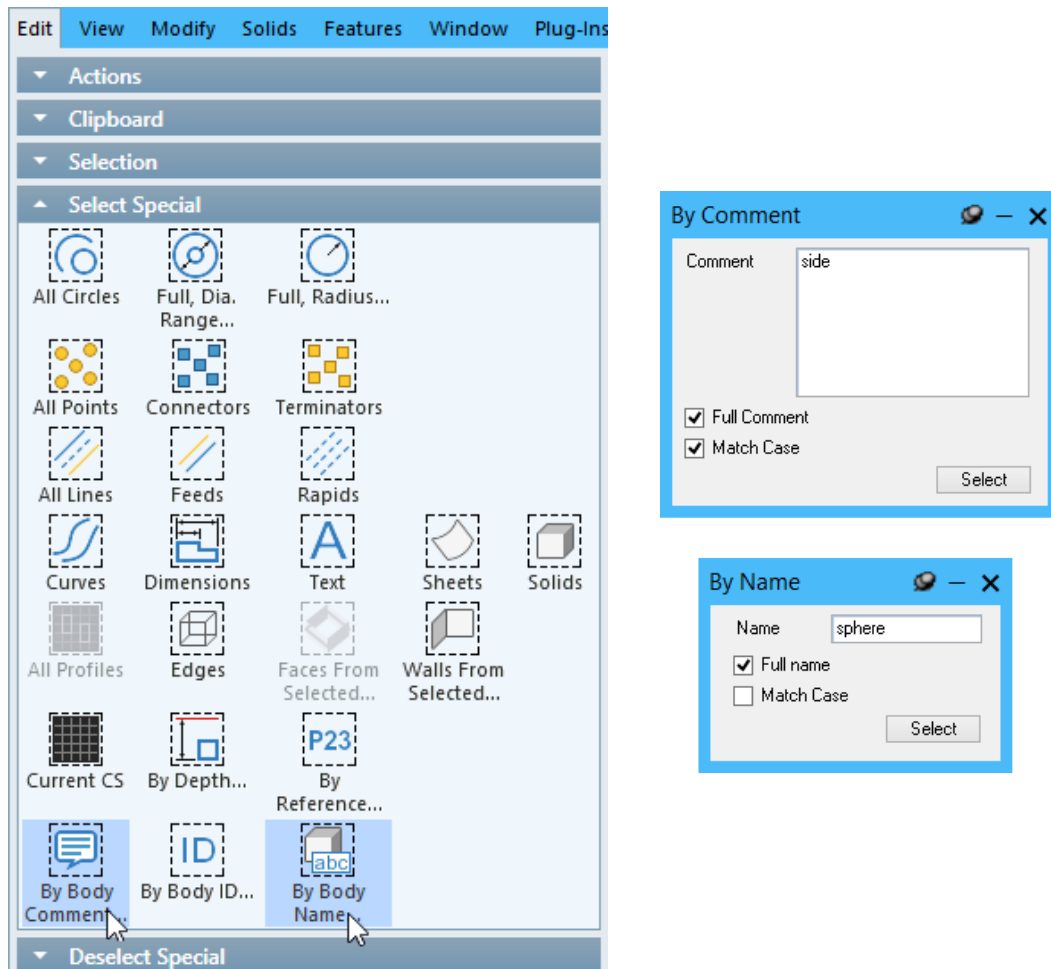 Edit View Modify Solids Features Window Plug-Ins
Actions
Clipboard
Selection
Select Special
All Circles
Full, Dia.
Range...
Full, Radius...
All Points
Connectors
Terminators
All Lines
Feeds
Rapids
Curves
Dimensions
A
Text
Sheets
Solids
All Profiles
Edges
Faces From
Selected...
Walls From
Selected...
Current CS
By Depth...
P23
By
Reference...
By Body
Comment...
ID
By Body ID...
abc
By Body
Name...
Deselect Special
By Comment
Comment side
Full Comment
Match Case
Select
By Name
Name sphere
Full name
Match Case
Select